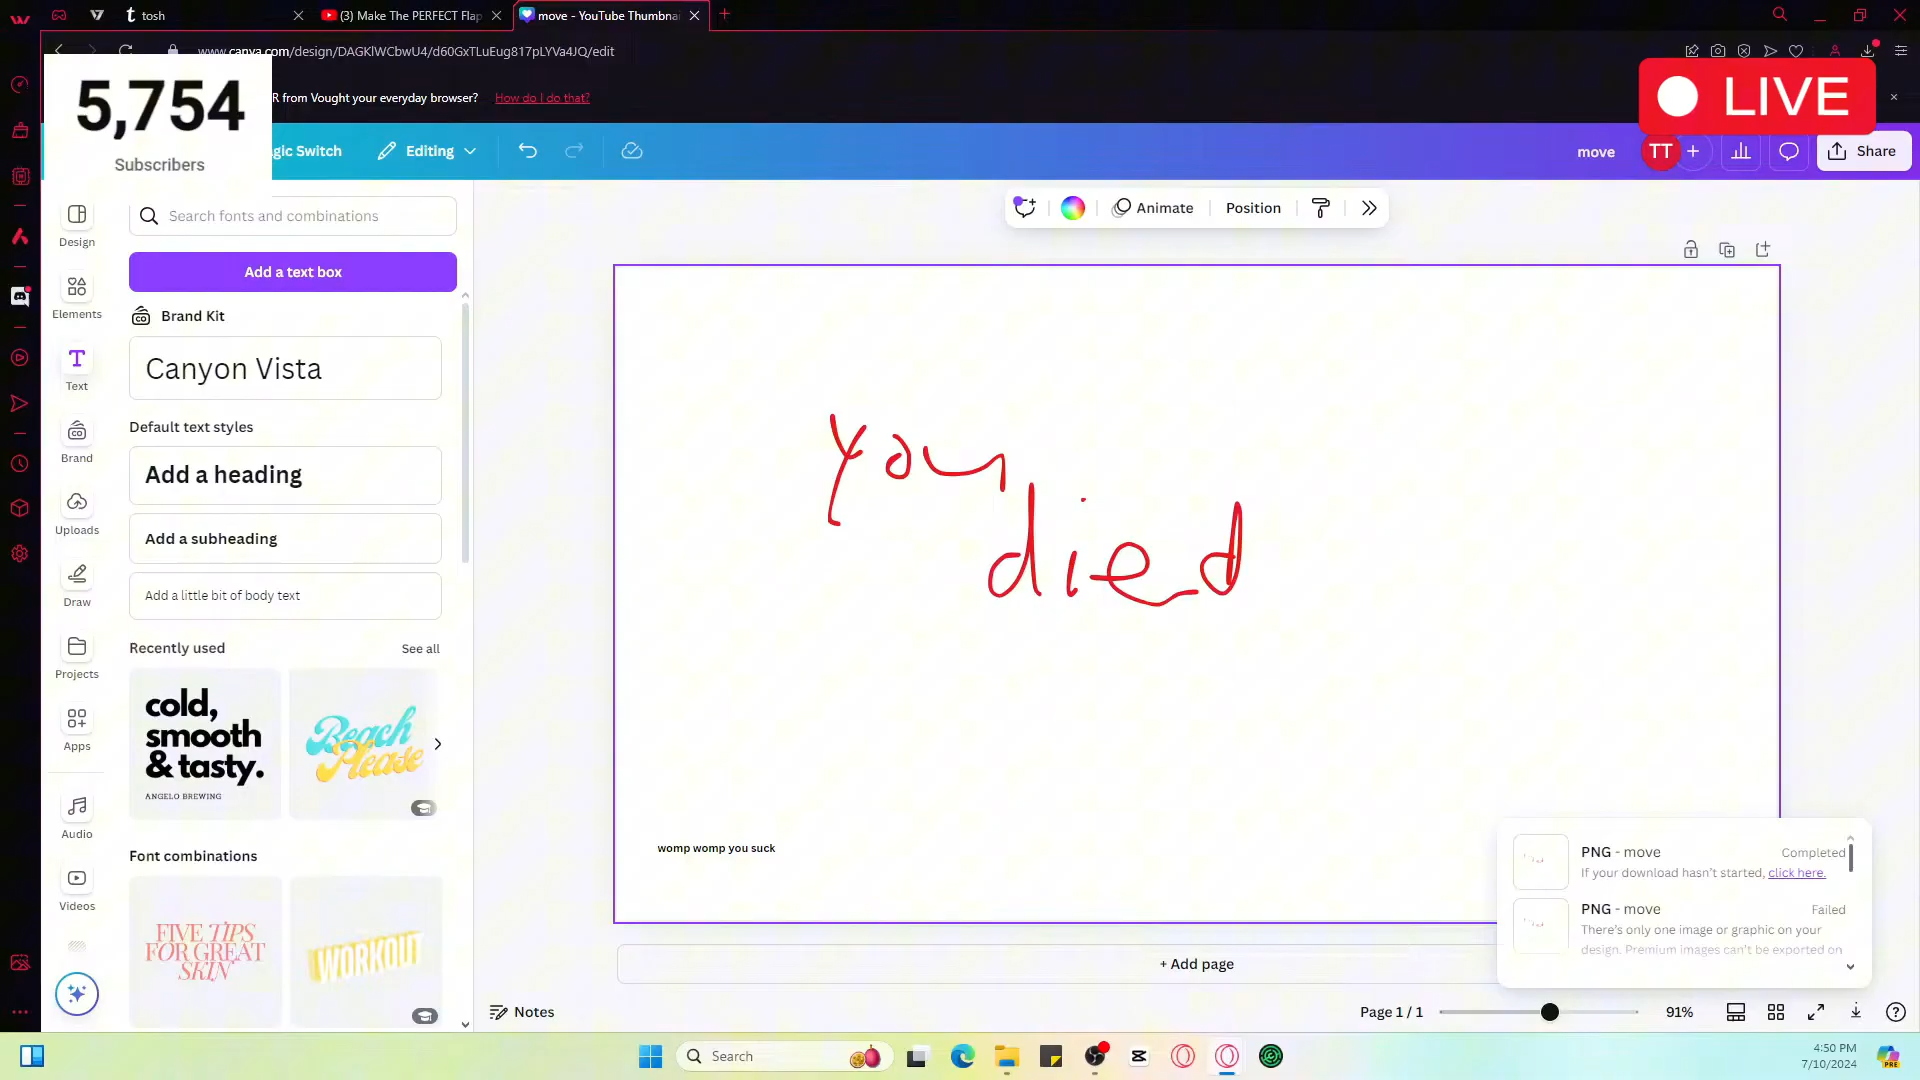 tosh
(3) Make The PERFECT Flap
move - YouTube Thumbnai
www.canva.com/design/DAGKlWCbwU4/d60GxTLuEug817pLYVa4JQ/edit
5,754
Subscribers
R from Vought your everyday browser? How do I do that?
LIVE
gic Switch
Editing
move
TT
Share
Search fonts and combinations
Animate
Position
Design
Elements
Text
Brand
Uploads
Draw
Projects
Apps
Audio
Videos
Add a text box
Brand Kit
Canyon Vista
Default text styles
Add a heading
Add a subheading
Add a little bit of body text
Recently used
See all
cold,
smooth
& tasty.
ANGELO BREWING
Beach
Please
Font combinations
FIVE TIPS
FOR GREAT
SKIN
WORKOUT
you
died
womp womp you suck
PNG - move
Completed
If your download hasn't started, click here.
PNG - move
Failed
There's only one image or graphic on your
design. Premium images can't be exported on
+ Add page
Notes
Page 1 / 1
91%
Search
4:50 PM
7/10/2024
PRE